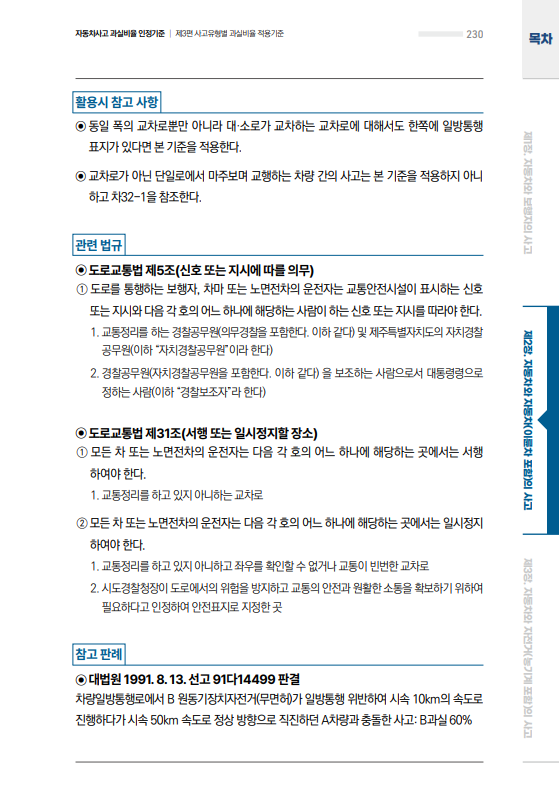 자동차사고 과실비율 인정기준 | 제3편 사고유형별 과실비율 적용기준
230
목차
활용시 참고 사항
◉ 동일 폭의 교차로뿐만 아니라 대·소로가 교차하는 교차로에 대해서도 한쪽에 일방통행
표지가 있다면 본 기준을 적용한다.
◉ 교차로가 아닌 단일로에서 마주보며 교행하는 차량 간의 사고는 본 기준을 적용하지 아니
하고 차32-1을 참조한다.
관련 법규
◉ 도로교통법 제5조(신호 또는 지시에 따를 의무)
① 도로를 통행하는 보행자, 차마 또는 노면전차의 운전자는 교통안전시설이 표시하는 신호
또는 지시와 다음 각 호의 어느 하나에 해당하는 사람이 하는 신호 또는 지시를 따라야 한다.
1. 교통정리를 하는 경찰공무원(의무경찰을 포함한다. 이하 같다) 및 제주특별자치도의 자치경찰
공무원(이하 “자치경찰공무원”이라 한다)
2. 경찰공무원(자치경찰공무원을 포함한다. 이하 같다) 을 보조하는 사람으로서 대통령령으로
정하는 사람(이하 “경찰보조자”라 한다)
◉ 도로교통법 제31조(서행 또는 일시정지할 장소)
① 모든 차 또는 노면전차의 운전자는 다음 각 호의 어느 하나에 해당하는 곳에서는 서행
하여야 한다.
1. 교통정리를 하고 있지 아니하는 교차로
② 모든 차 또는 노면전차의 운전자는 다음 각 호의 어느 하나에 해당하는 곳에서는 일시정지
하여야 한다.
1. 교통정리를 하고 있지 아니하고 좌우를 확인할 수 없거나 교통이 빈번한 교차로
2. 시도경찰청장이 도로에서의 위험을 방지하고 교통의 안전과 원활한 소통을 확보하기 위하여
필요하다고 인정하여 안전표지로 지정한 곳
참고 판례
◉ 대법원 1991. 8. 13. 선고 91다14499 판결
차량일방통행로에서 B 원동기장치자전거(무면허)가 일방통행 위반하여 시속 10km의 속도로
진행하다가 시속 50km 속도로 정상 방향으로 직진하던 A차량과 충돌한 사고: B과실 60%
제1장. 자동차와 보행자의 사고
제2장. 자동차와 자동차(이륜차 포함)의 사고
제3장. 자동차와 자전거(농기계 포함)의 사고